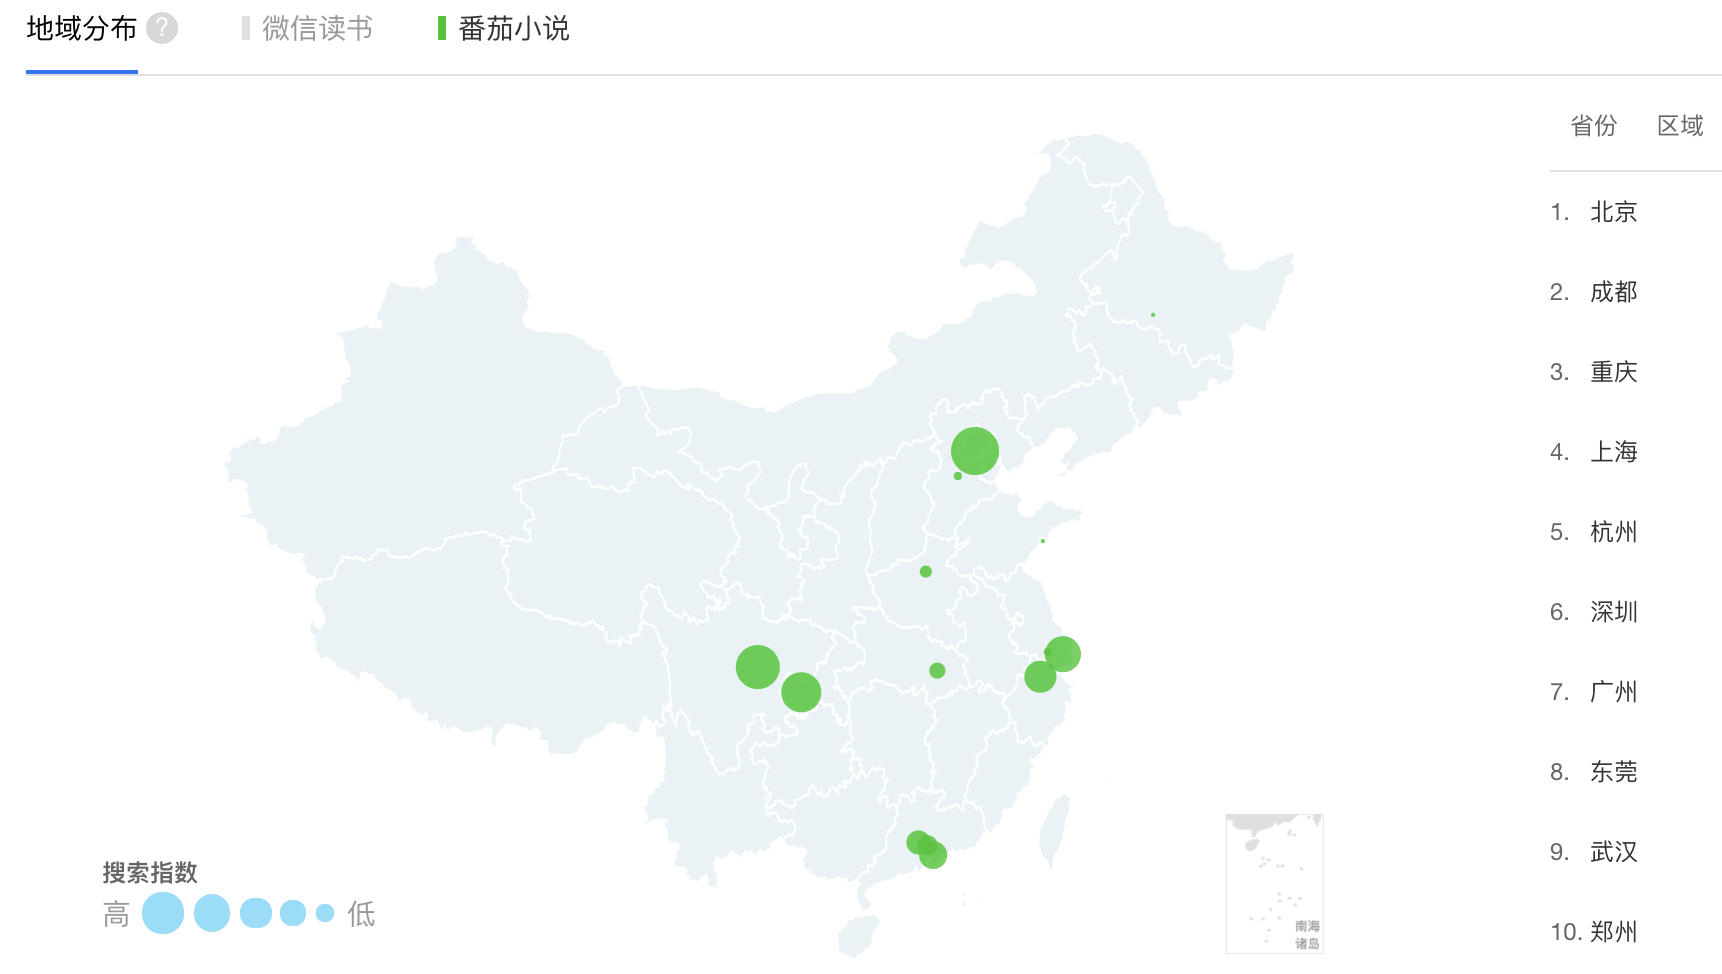 地域分布 ? 微信读书 番茄小说
省份 区域
1. 北京
2. 成都
3. 重庆
4. 上海
5. 杭州
6. 深圳
7. 广州
8. 东莞
9. 武汉
10. 郑州
搜索指数
高 低
南海
诸岛